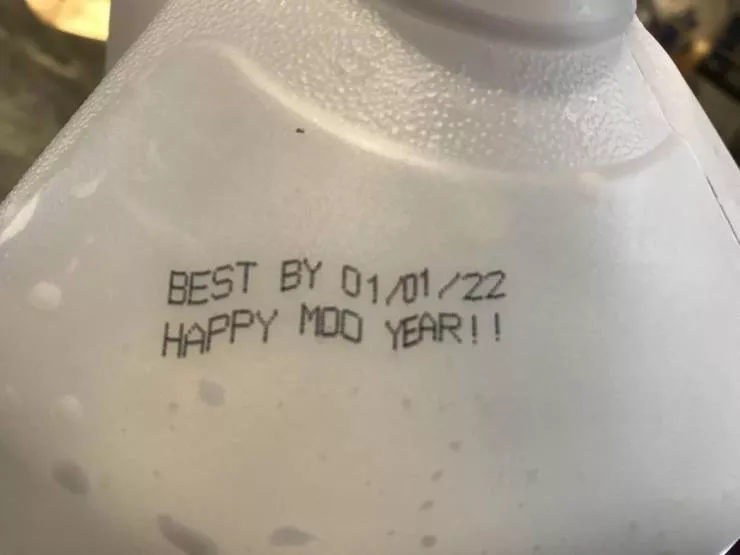 BEST BY 01/01/22
HAPPY MOO YEAR!!